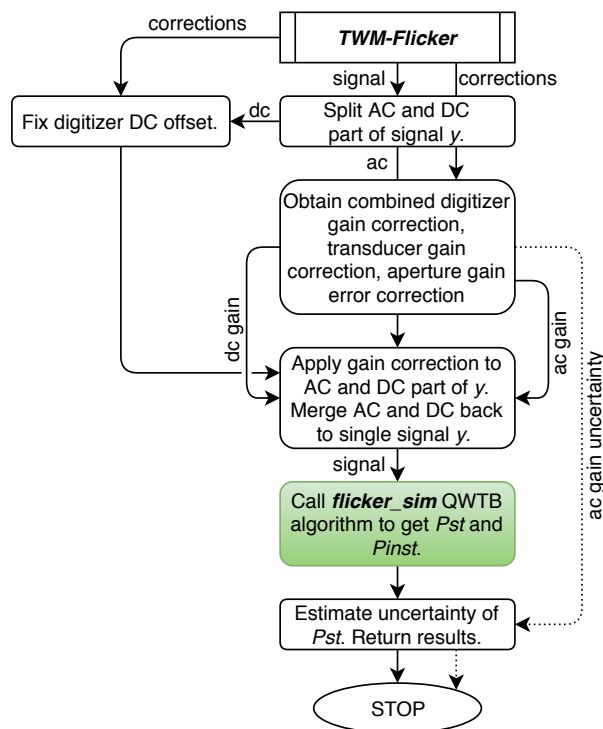 TWM-Flicker
corrections
signal
corrections
Fix digitizer DC offset.
dc
Split AC and DC
part of signal y.
ac
Obtain combined digitizer
gain correction,
transducer gain
correction, aperture gain
error correction
dc gain
ac gain
ac gain uncertainty
Apply gain correction to
AC and DC part of y.
Merge AC and DC back
to single signal y.
signal
Call flicker_sim QWTB
algorithm to get Pst and
Pinst.
Estimate uncertainty of
Pst. Return results.
STOP